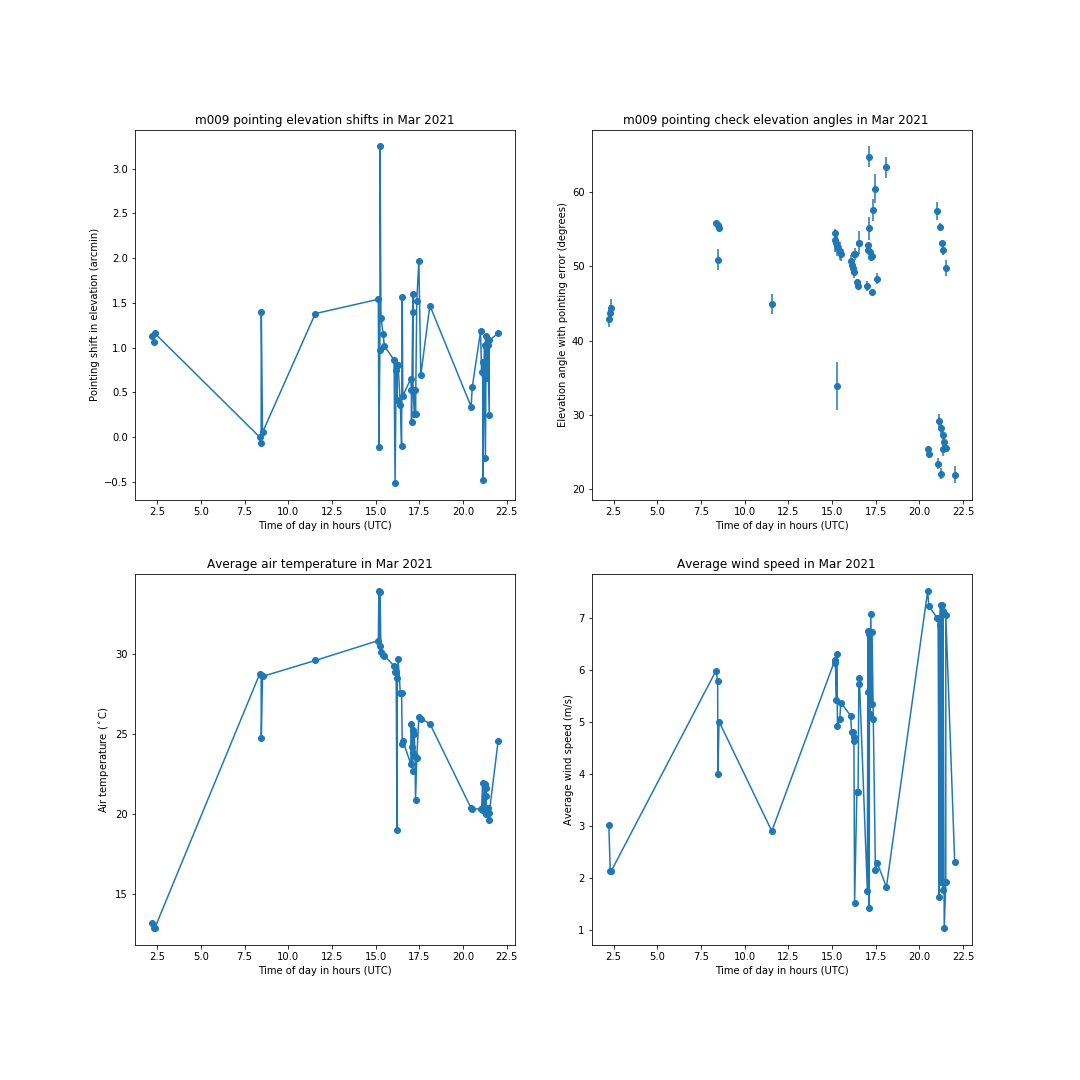 m009 pointing elevation shifts in Mar 2021
Pointing shift in elevation (arcmin)
3.0
2.5
2.0
1.5
1.0
0.5
0.0
−0.5
2.5 5.0 7.5 10.0 12.5 15.0 17.5 20.0 22.5
Time of day in hours (UTC)
m009 pointing check elevation angles in Mar 2021
Elevation angle with pointing error (degrees)
60
50
40
30
20
2.5 5.0 7.5 10.0 12.5 15.0 17.5 20.0 22.5
Time of day in hours (UTC)
Average air temperature in Mar 2021
Air temperature (°C)
30
25
20
15
2.5 5.0 7.5 10.0 12.5 15.0 17.5 20.0 22.5
Time of day in hours (UTC)
Average wind speed in Mar 2021
Average wind speed (m/s)
7
6
5
4
3
2
1
2.5 5.0 7.5 10.0 12.5 15.0 17.5 20.0 22.5
Time of day in hours (UTC)